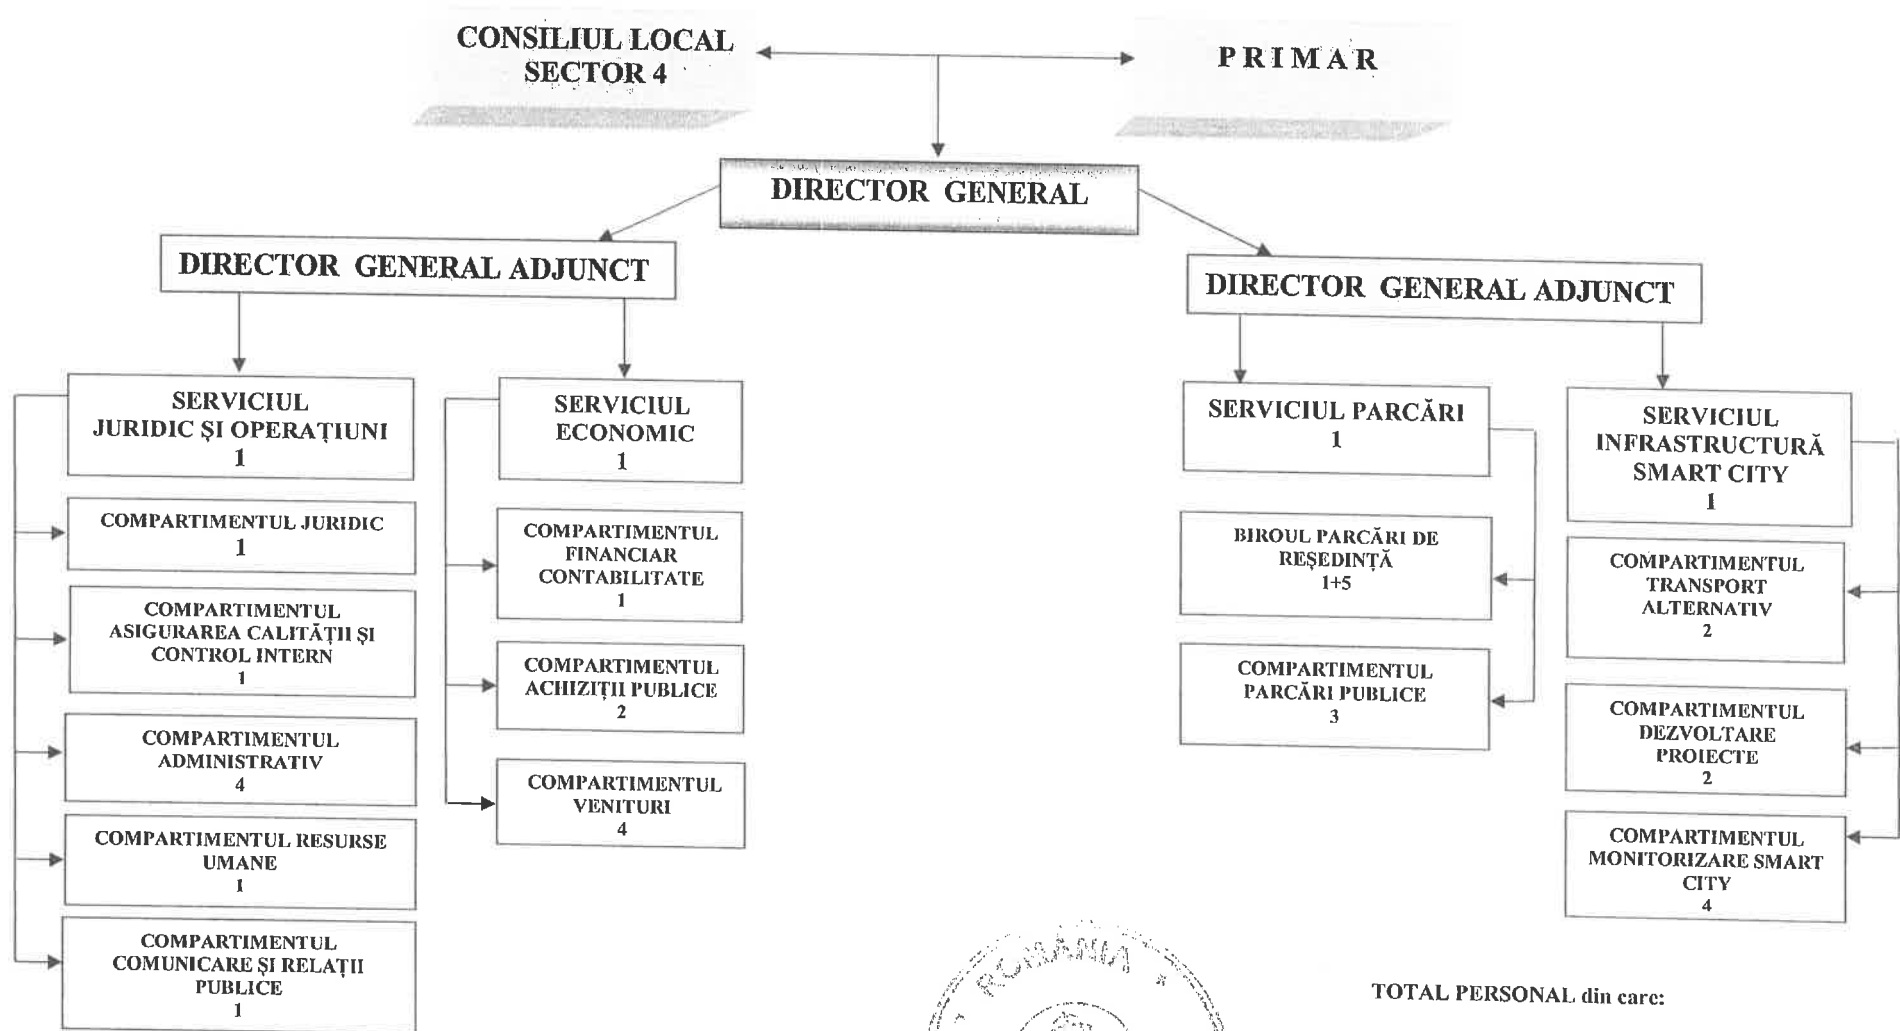 CONSILIUL LOCAL
SECTOR 4
PRIMAR
DIRECTOR GENERAL
DIRECTOR GENERAL ADJUNCT
DIRECTOR GENERAL ADJUNCT
SERVICIUL
JURIDIC ȘI OPERAȚIUNI
1
COMPARTIMENTUL JURIDIC
1
COMPARTIMENTUL
ASIGURAREA CALITĂȚII ȘI
CONTROL INTERN
1
COMPARTIMENTUL
ADMINISTRATIV
4
COMPARTIMENTUL RESURSE
UMANE
1
COMPARTIMENTUL
COMUNICARE ȘI RELAȚII
PUBLICE
1
SERVICIUL
ECONOMIC
1
COMPARTIMENTUL
FINANCIAR
CONTABILITATE
1
COMPARTIMENTUL
ACHIZIȚII PUBLICE
2
COMPARTIMENTUL
VENITURI
4
SERVICIUL PARCĂRI
1
BIROUL PARCĂRI DE
REȘEDINȚĂ
1+5
COMPARTIMENTUL
PARCĂRI PUBLICE
3
SERVICIUL
INFRASTRUCTURĂ
SMART CITY
1
COMPARTIMENTUL
TRANSPORT
ALTERNATIV
2
COMPARTIMENTUL
DEZVOLTARE
PROIECTE
2
COMPARTIMENTUL
MONITORIZARE SMART
CITY
4
ROMÂNIA
TOTAL PERSONAL din care: